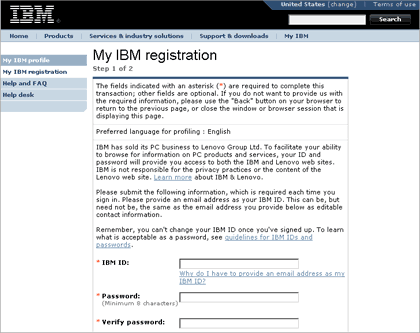 IBM
United States [change] | Terms of use
Search
Home | Products | Services & industry solutions | Support & downloads | My IBM
My IBM profile
My IBM registration
Help and FAQ
Help desk
My IBM registration
Step 1 of 2
The fields indicated with an asterisk (*) are required to complete this
transaction; other fields are optional. If you do not want to provide us with
the required information, please use the "Back" button on your browser to
return to the previous page, or close the window or browser session that is
displaying this page.
Preferred language for profiling : English
IBM has sold its PC business to Lenovo Group Ltd. To facilitate your
ability to browse for information on PC products and services, your ID and
password will provide you access to both the IBM and Lenovo web sites.
IBM is not responsible for the privacy practices or the content of the
Lenovo web site. Learn more about IBM & Lenovo.
Please submit the following information, which is required each time you
sign in. Please provide an email address as your IBM ID. This can be, but
need not be, the same as the email address you provide below as editable
contact information.
Remember, you can't change your IBM ID once you've signed up. To learn
what is acceptable as a password, see guidelines for IBM IDs and
passwords.
* IBM ID:
Why do I have to provide an email address as my
IBM ID?
* Password:
(Minimum 8 characters)
* Verify password: